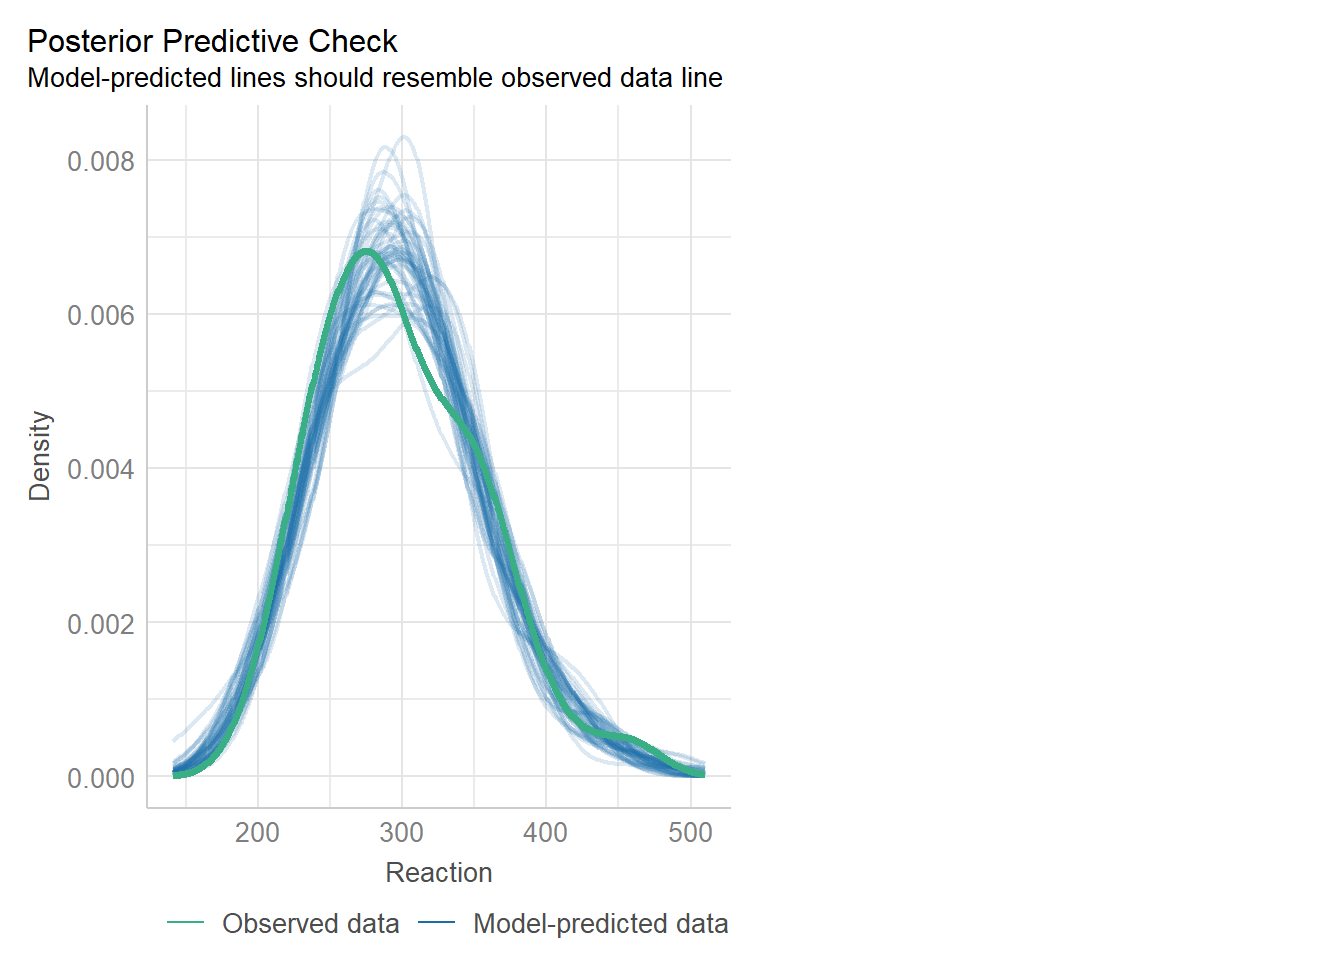 Posterior Predictive Check
Model-predicted lines should resemble observed data line
0.008
0.006
0.004
0.002
0.000
Density
200 300 400 500
Reaction
Observed data Model-predicted data